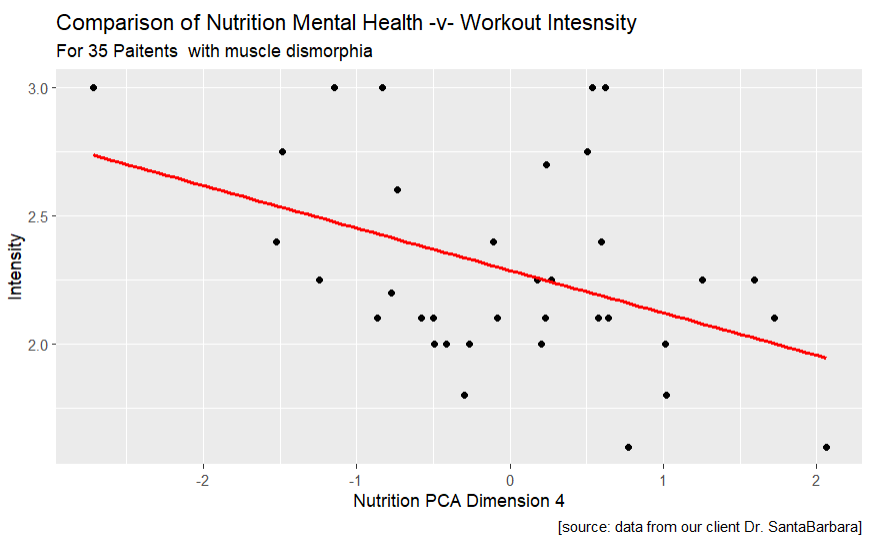 Comparison of Nutrition Mental Health -v- Workout Intesnsity
For 35 Paitents  with muscle dismorphia
3.0
2.5
2.0
Intensity
-2 -1 0 1 2
Nutrition PCA Dimension 4
[source: data from our client Dr. SantaBarbara]